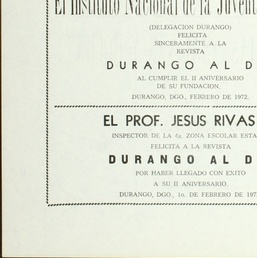 El Instituto Nacional de la Juvent
(DELEGACION DURANGO)
FELICITA
SINCERAMENTE A LA
REVISTA
DURANGO AL D
AL CUMPLIR EL II ANIVERSARIO
DE SU FUNDACION.
DURANGO, DGO., FEBRERO DE 1972.
EL PROF. JESUS RIVAS
INSPECTOR DE LA 6a. ZONA ESCOLAR ESTA
FELICITA A LA REVISTA
DURANGO AL D
POR HABER LLEGADO CON EXITO
A SU II ANIVERSARIO.
DURANGO, DGO., 1o. DE FEBRERO DE 197